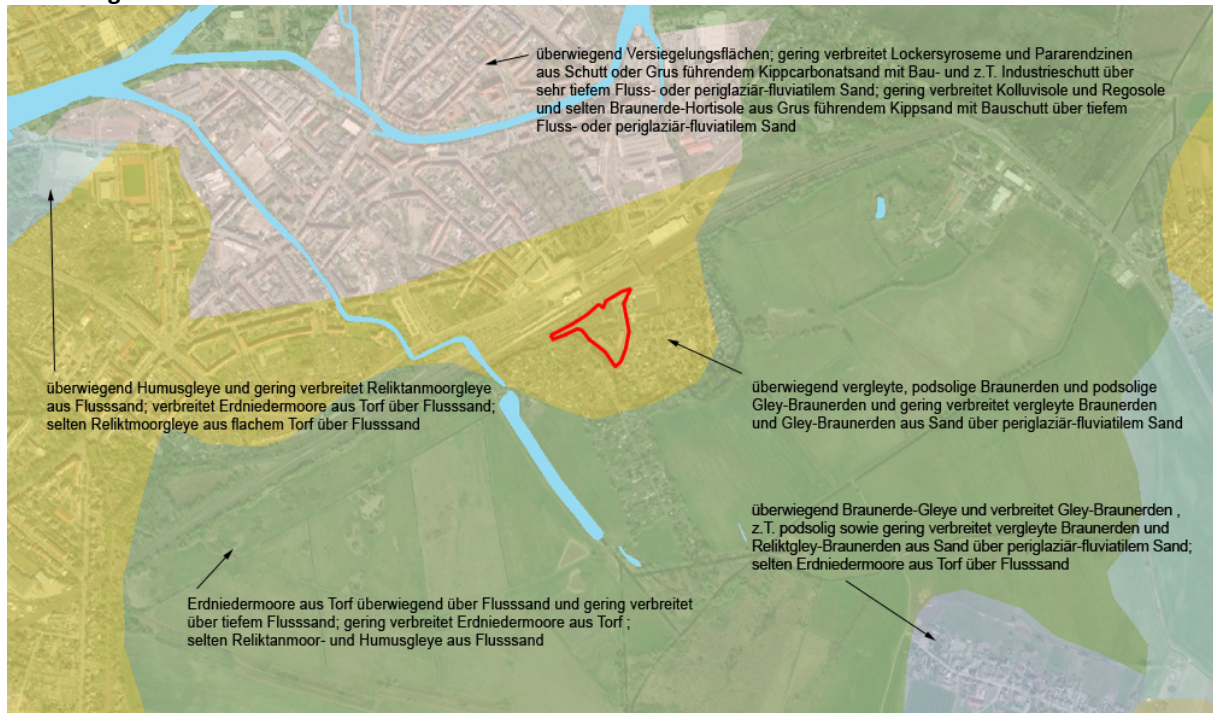 überwiegend Versiegelungsflächen; gering verbreitet Lockersyroseme und Pararendzinen
aus Schutt oder Grus führendem Kippcarbonatsand mit Bau- und z.T. Industrieschutt über
sehr tiefem Fluss- oder periglaziär-fluviatilem Sand; gering verbreitet Kolluvisole und Regosole
und selten Braunerde-Hortisole aus Grus führendem Kippsand mit Bauschutt über tiefem
Fluss- oder periglaziär-fluviatilem Sand
überwiegend Humusgleye und gering verbreitet Reliktanmoorgleye
aus Flusssand; verbreitet Erdniedermoore aus Torf über Flusssand;
selten Reliktmoorgleye aus flachem Torf über Flusssand
überwiegend vergleyte, podsolige Braunerden und podsolige
Gley-Braunerden und gering verbreitet vergleyte Braunerden
und Gley-Braunerden aus Sand über periglaziär-fluviatilem Sand
überwiegend Braunerde-Gleye und verbreitet Gley-Braunerden ,
z.T. podsolig sowie gering verbreitet vergleyte Braunerden und
Reliktgley-Braunerden aus Sand über periglaziär-fluviatilem Sand;
selten Erdniedermoore aus Torf über Flusssand
Erdniedermoore aus Torf überwiegend über Flusssand und gering verbreitet
über tiefem Flusssand; gering verbreitet Erdniedermoore aus Torf ;
selten Reliktanmoor- und Humusgleye aus Flusssand